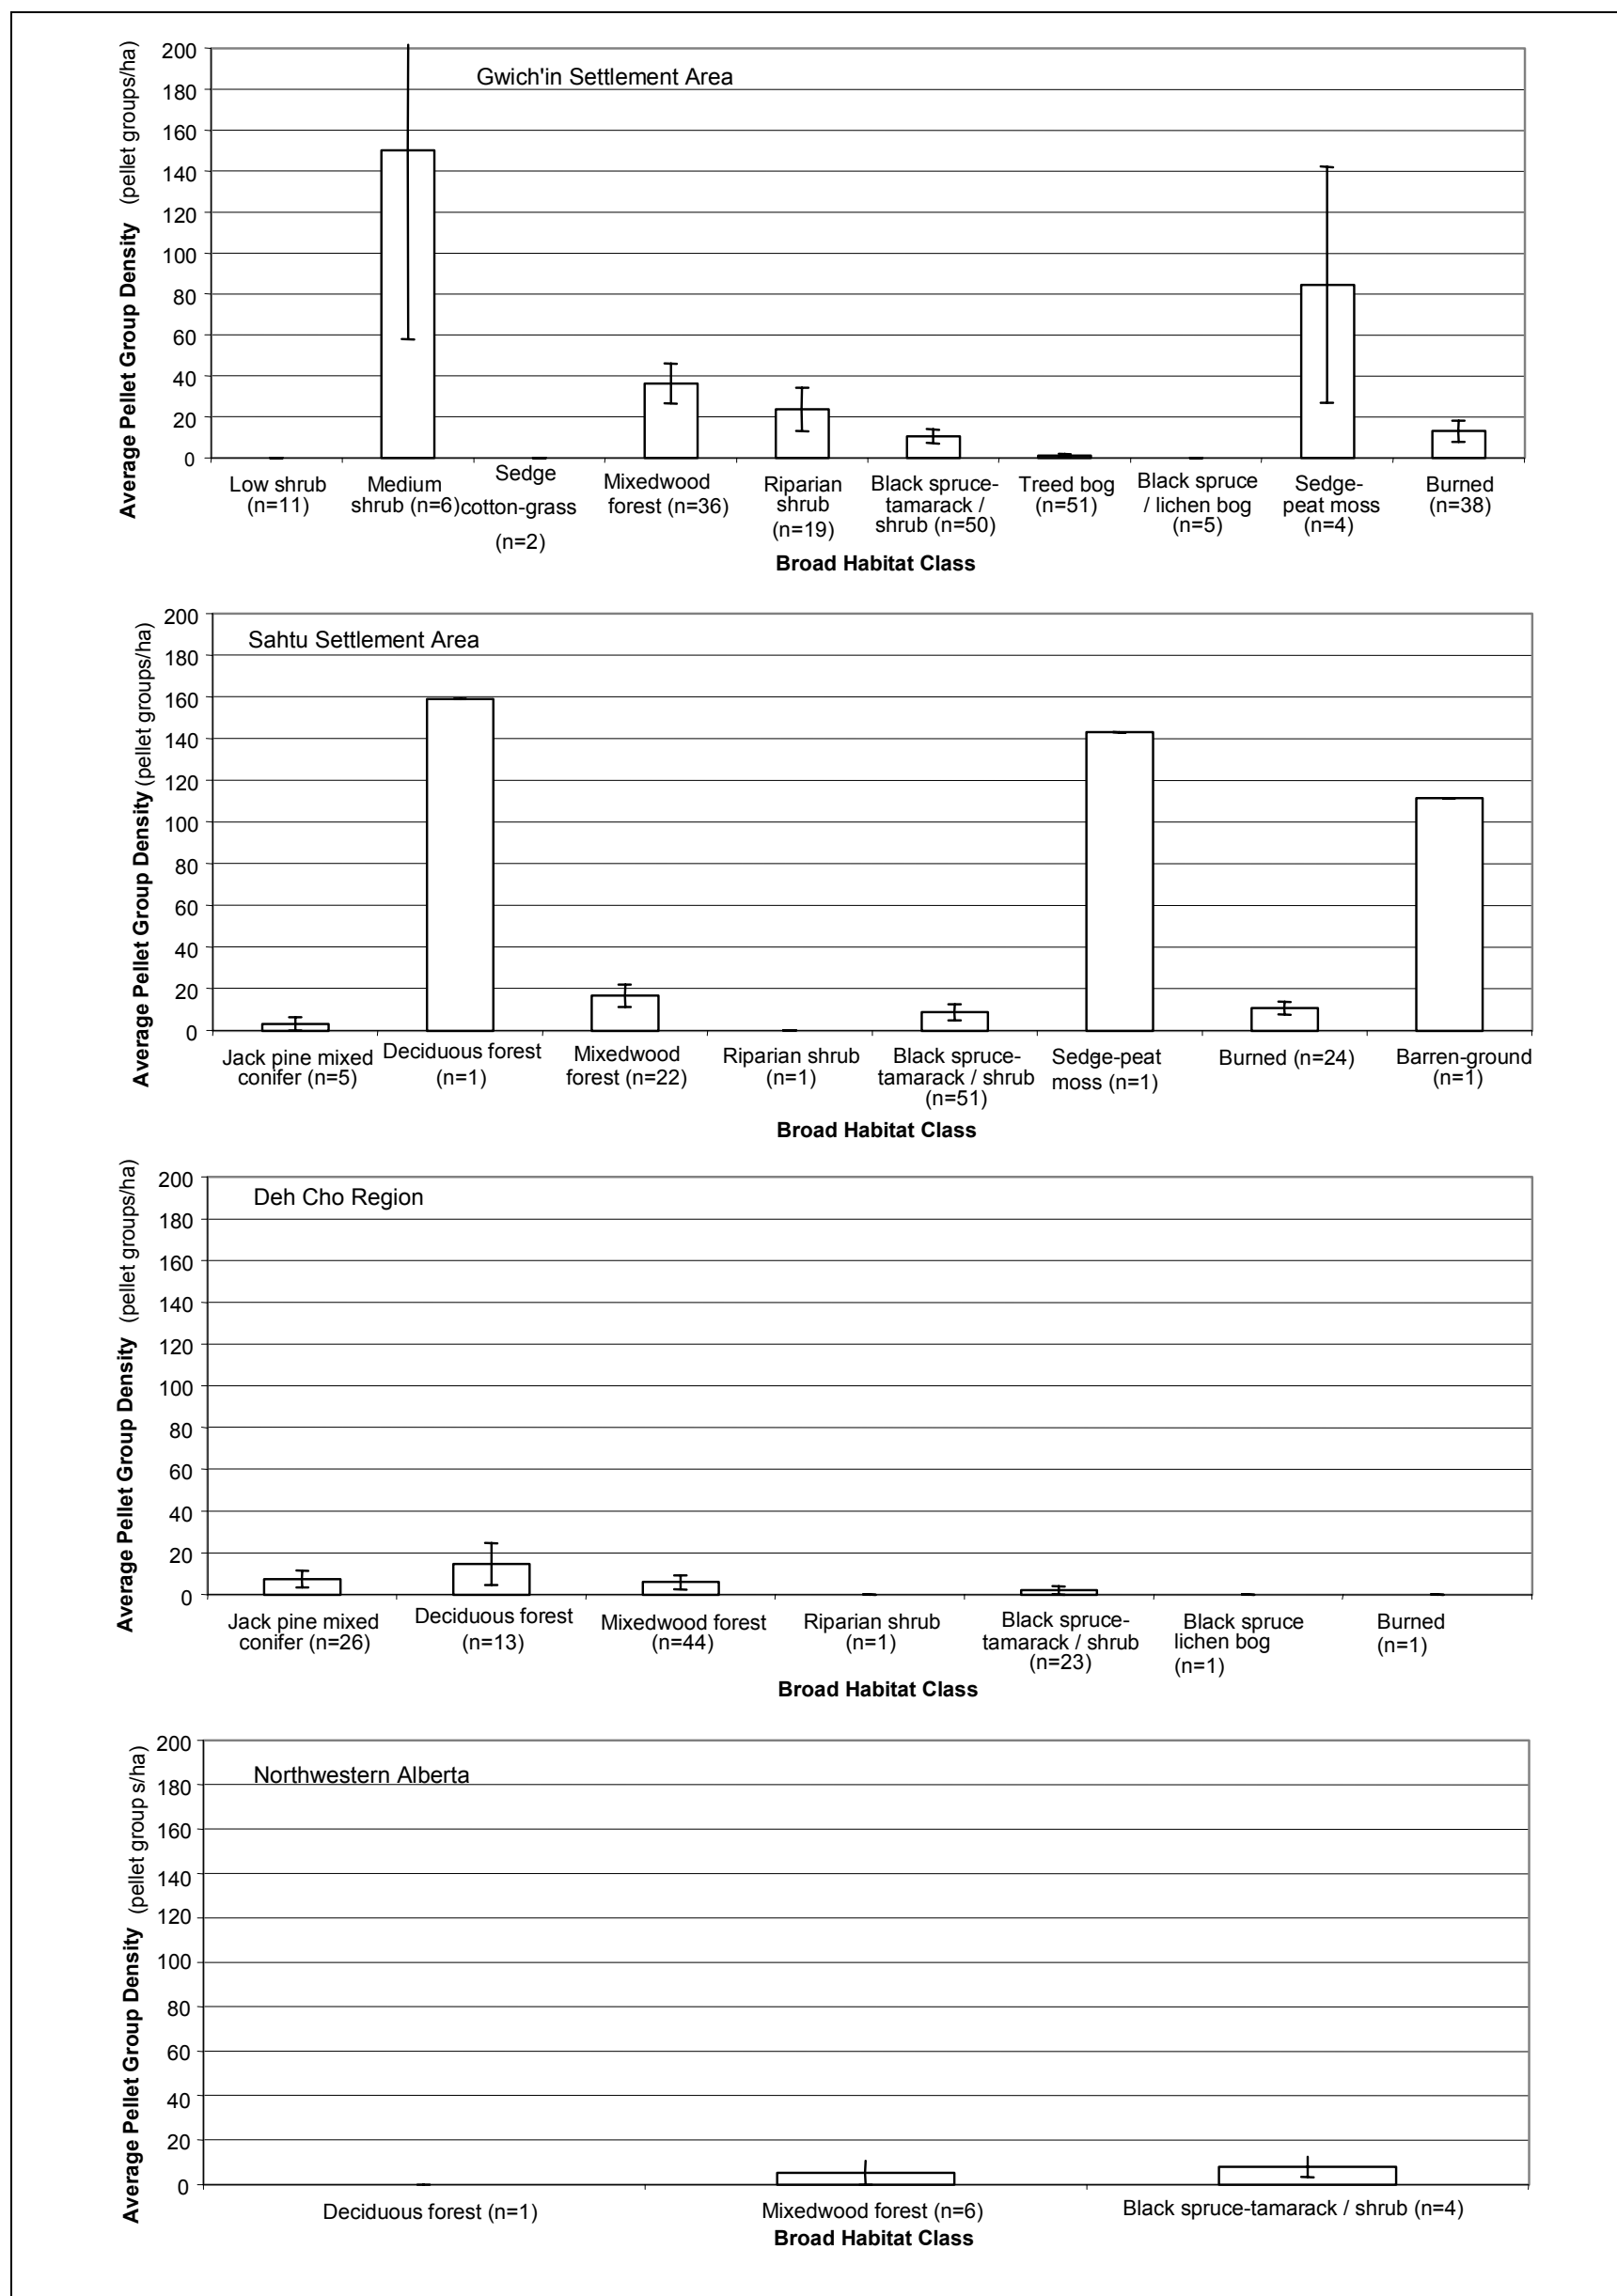 Gwich'in Settlement Area
Average Pellet Group Density (pellet groups/ha)
200
180
160
140
120
100
80
60
40
20
0
Low shrub
(n=11)
Medium
shrub (n=6)
Sedge
cotton-grass
(n=2)
Mixedwood
forest (n=36)
Riparian
shrub
(n=19)
Black spruce-
tamarack /
shrub (n=50)
Treed bog
(n=51)
Black spruce
/ lichen bog
(n=5)
Sedge-
peat moss
(n=4)
Burned
(n=38)
Broad Habitat Class
Sahtu Settlement Area
Average Pellet Group Density (pellet groups/ha)
200
180
160
140
120
100
80
60
40
20
0
Jack pine mixed
conifer (n=5)
Deciduous forest
(n=1)
Mixedwood
forest (n=22)
Riparian shrub
(n=1)
Black spruce-
tamarack / shrub
(n=51)
Sedge-peat
moss (n=1)
Burned (n=24)
Barren-ground
(n=1)
Broad Habitat Class
Deh Cho Region
Average Pellet Group Density (pellet groups/ha)
200
180
160
140
120
100
80
60
40
20
0
Jack pine mixed
conifer (n=26)
Deciduous forest
(n=13)
Mixedwood forest
(n=44)
Riparian shrub
(n=1)
Black spruce-
tamarack / shrub
(n=23)
Black spruce
lichen bog
(n=1)
Burned
(n=1)
Broad Habitat Class
Northwestern Alberta
Average Pellet Group Density (pellet group s/ha)
200
180
160
140
120
100
80
60
40
20
0
Deciduous forest (n=1)
Mixedwood forest (n=6)
Black spruce-tamarack / shrub (n=4)
Broad Habitat Class